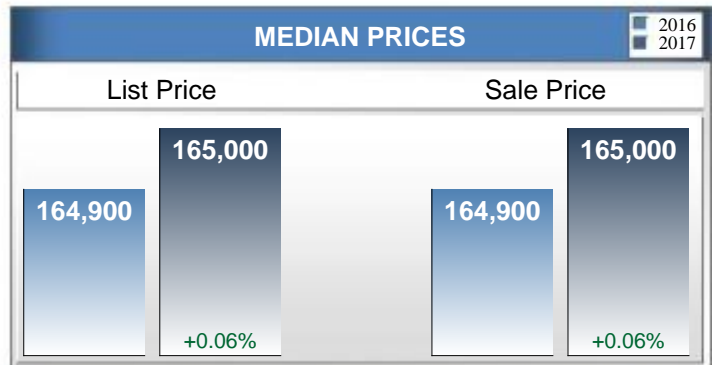 MEDIAN PRICES
2016
2017
List Price
Sale Price
164,900
165,000
+0.06%
164,900
165,000
+0.06%